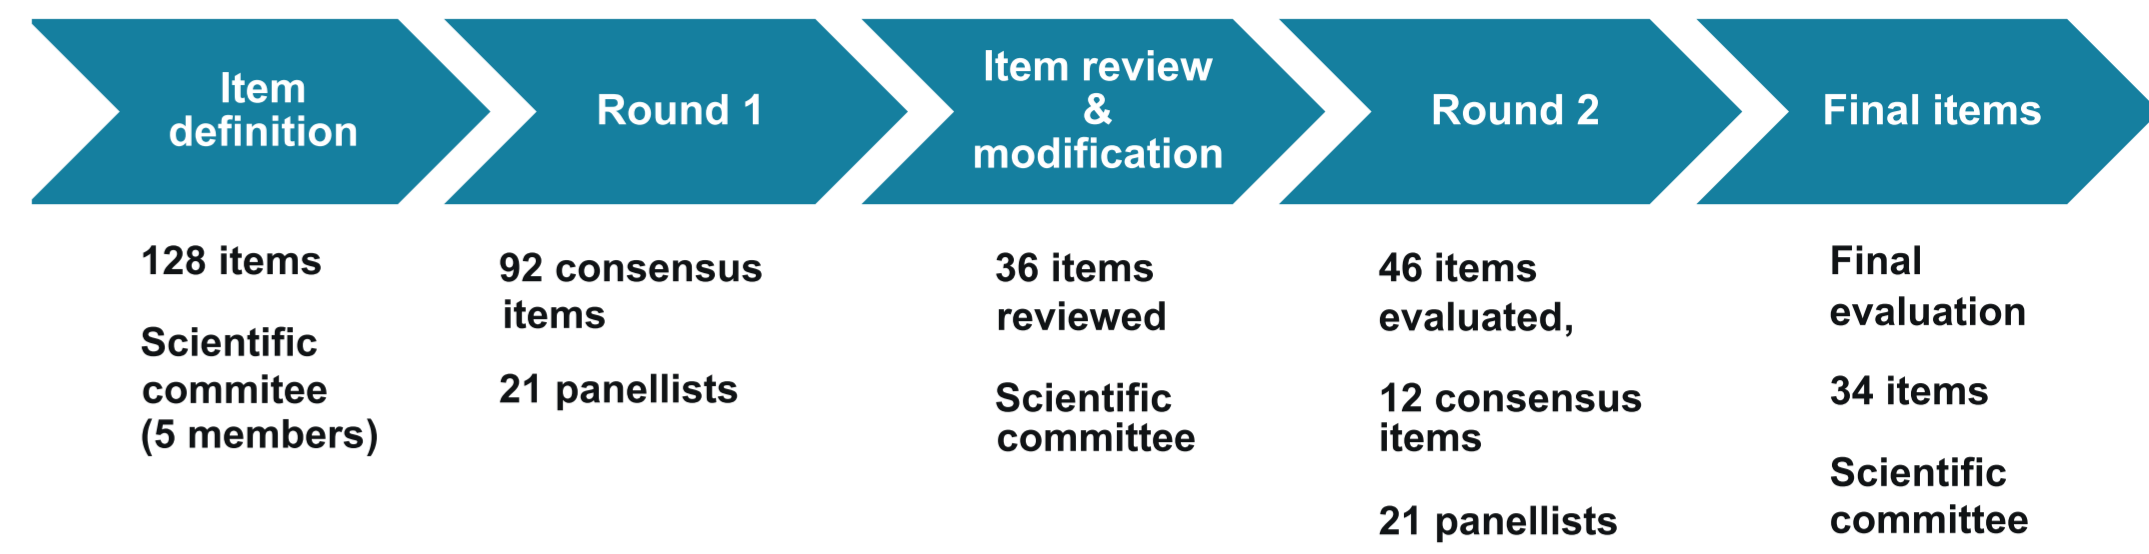 Item
definition
Round 1
Item review
&
modification
Round 2
Final items
128 items
Scientific
commitee
(5 members)
92 consensus
items
21 panellists
36 items
reviewed
Scientific
committee
46 items
evaluated,
12 consensus
items
21 panellists
Final
evaluation
34 items
Scientific
committee